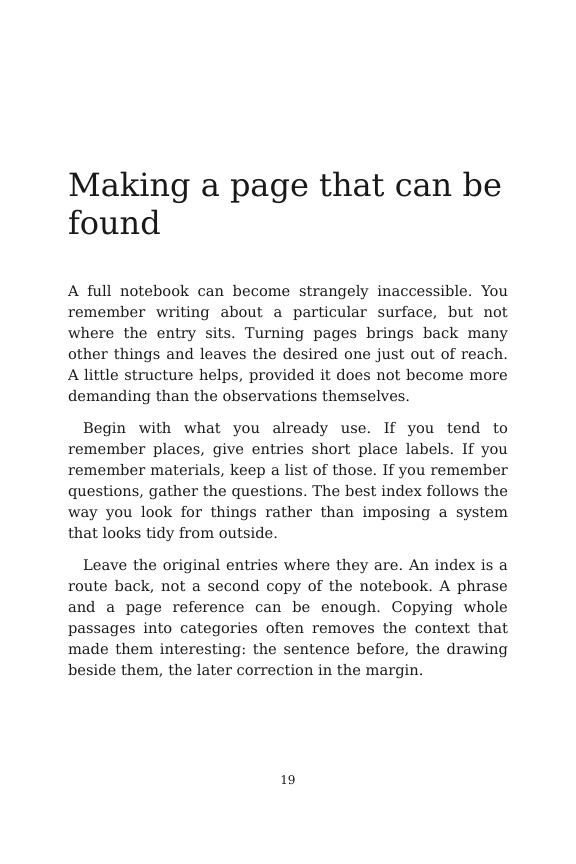 Making a page that can be
found
A full notebook can become strangely inaccessible. You
remember writing about a particular surface, but not
where the entry sits. Turning pages brings back many
other things and leaves the desired one just out of reach.
A little structure helps, provided it does not become more
demanding than the observations themselves.
Begin with what you already use. If you tend to
remember places, give entries short place labels. If you
remember materials, keep a list of those. If you remember
questions, gather the questions. The best index follows the
way you look for things rather than imposing a system
that looks tidy from outside.
Leave the original entries where they are. An index is a
route back, not a second copy of the notebook. A phrase
and a page reference can be enough. Copying whole
passages into categories often removes the context that
made them interesting: the sentence before, the drawing
beside them, the later correction in the margin.
19